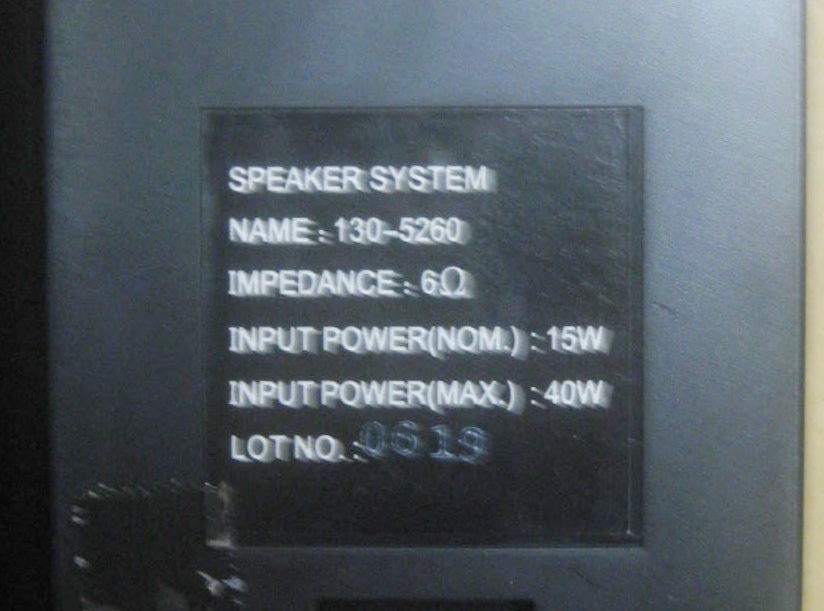 SPEAKER SYSTEM
NAME : 130-5260
IMPEDANCE : 6Ω
INPUT POWER(NOM.) : 15W
INPUT POWER(MAX.) : 40W
LOT NO. : 0619